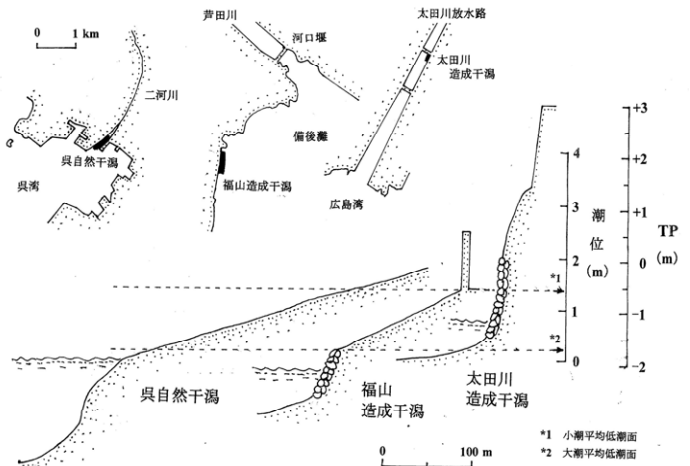 芦田川
太田川放水路
0 1 km
河口堰
太田川
造成干潟
二河川
備後灘
呉自然干潟
呉湾
福山造成干潟
広島湾
+3
4
+2
3
潮
位
(m)
+1
TP
(m)
2
0
*1
1
−1
*2
0
−2
呉自然干潟
福山
造成干潟
太田川
造成干潟
*1 小潮平均低潮面
*2 大潮平均低潮面
0 100 m